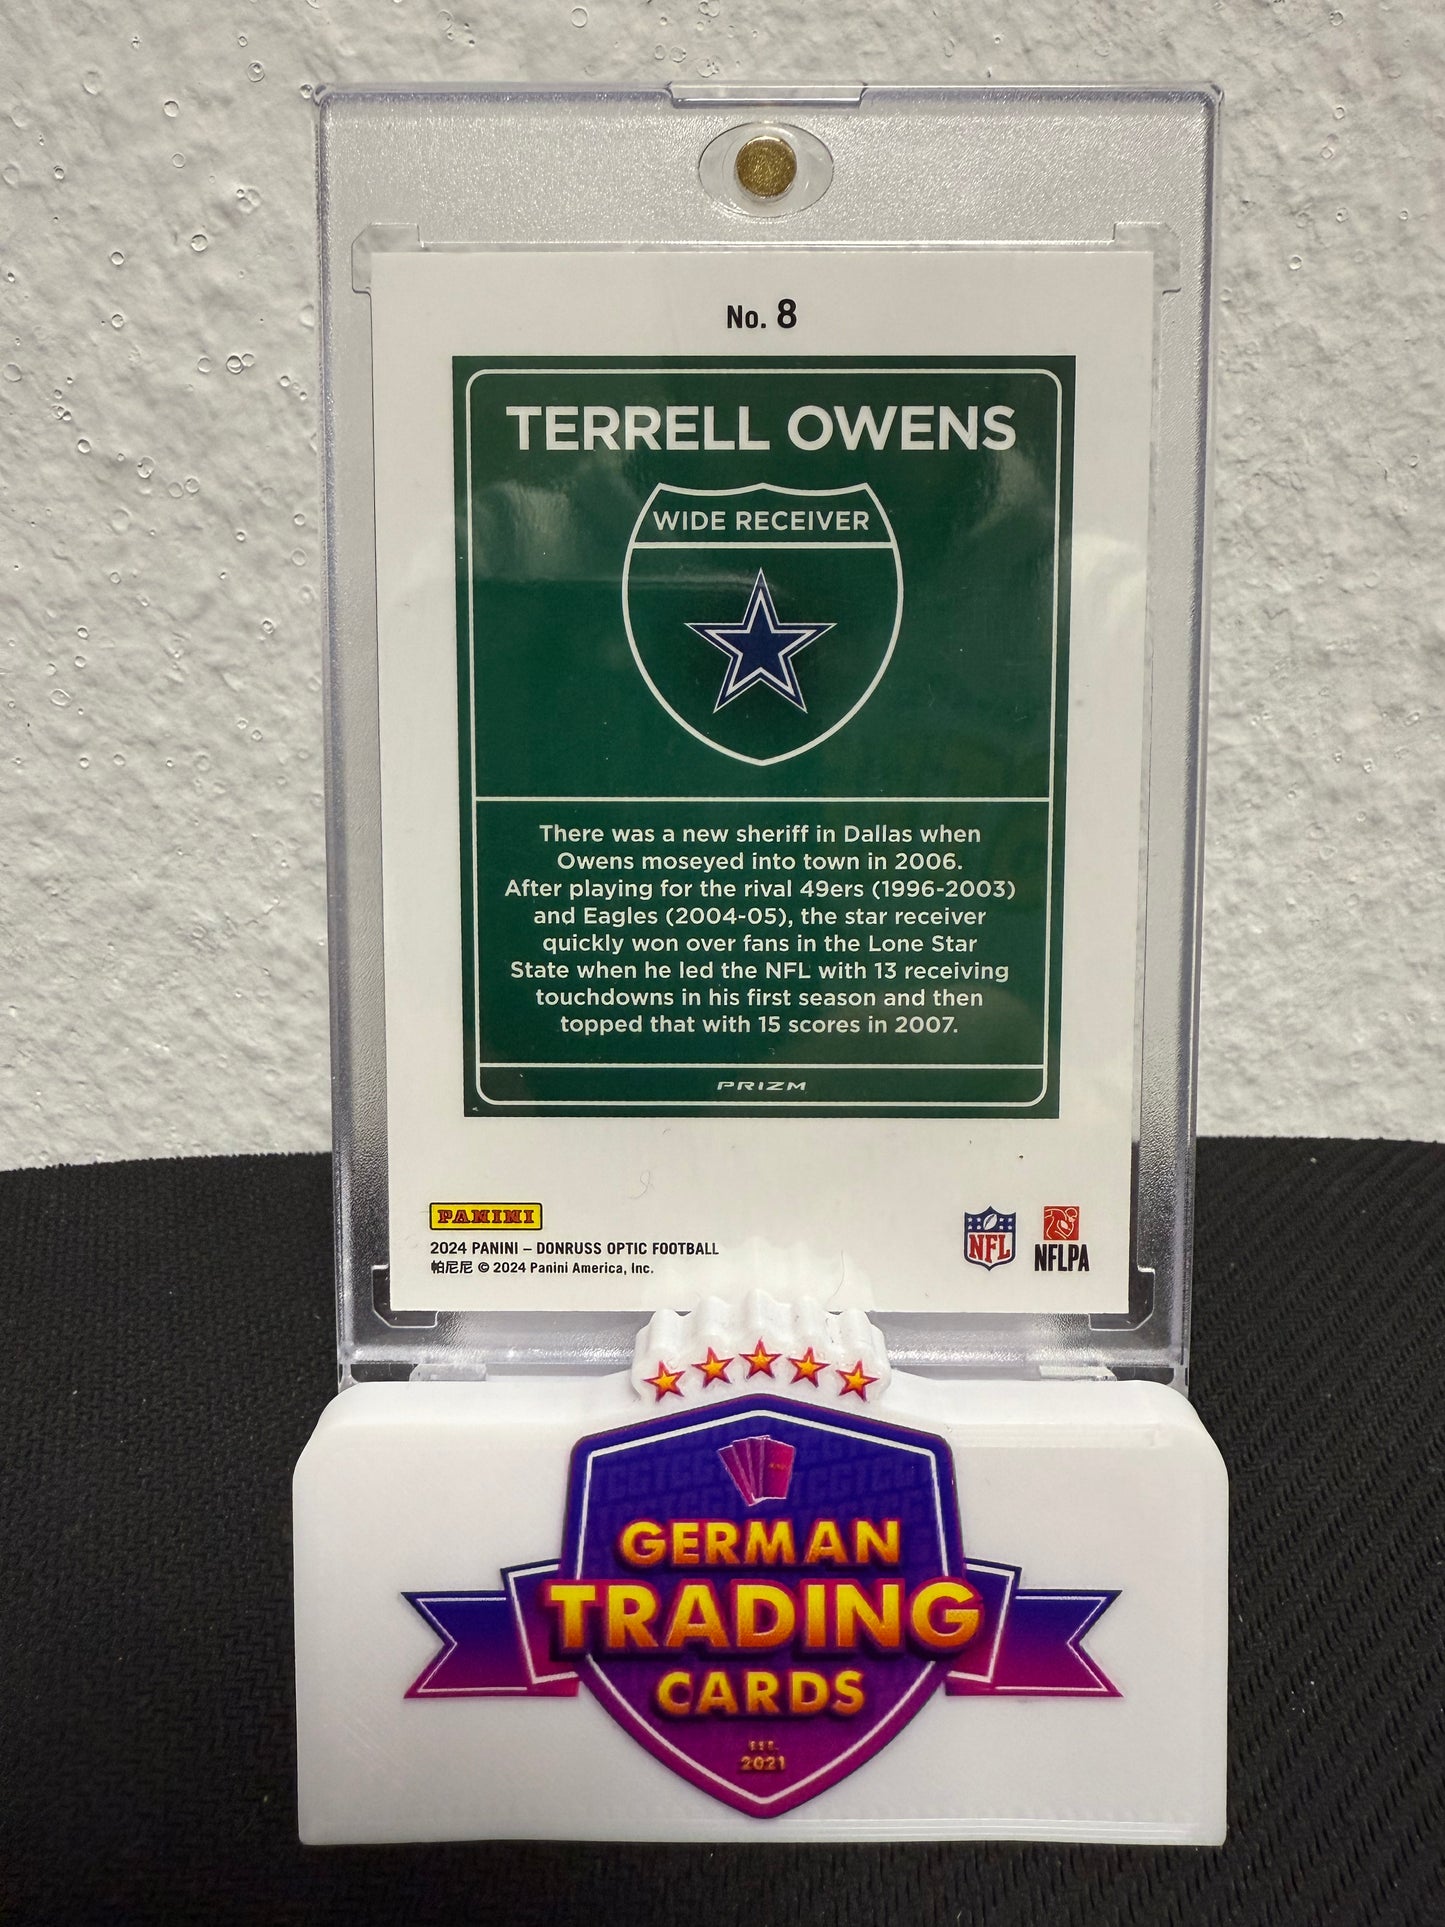 No. 8
TERRELL OWENS
WIDE RECEIVER
There was a new sheriff in Dallas when
Owens moseyed into town in 2006.
After playing for the rival 49ers (1996-2003)
and Eagles (2004-05), the star receiver
quickly won over fans in the Lone Star
State when he led the NFL with 13 receiving
touchdowns in his first season and then
topped that with 15 scores in 2007.
PRIZM
PANINI
2024 PANINI – DONRUSS OPTIC FOOTBALL
帕尼尼 © 2024 Panini America, Inc.
NFL
NFLPA
GERMAN
TRADING
CARDS
EST.
2021